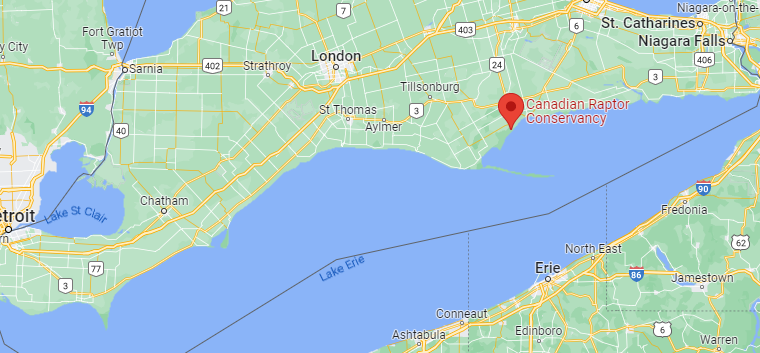 21
7
6
Niagara-on-the-
St. Catharines
Fort Gratiot
Twp
403
Niagara Falls
y City
London
406
Sarnia
402
Strathroy
24
3
Tillsonburg
94
St Thomas
3
Canadian Raptor
Conservancy
40
Aylmer
90
Chatham
Lake St Clair
etroit
Fredonia
rn
62
North East
77
Lake Erie
Erie
86
3
Jamestown
Conneaut
Ashtabula
Edinboro
6
Warren